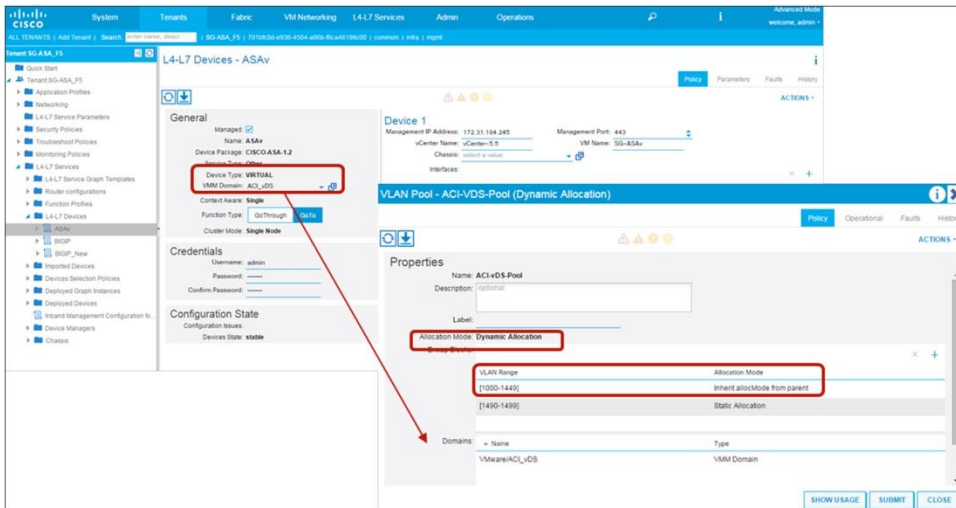 CISCO
System Tenants Fabric VM Networking L4-L7 Services Admin Operations
Advanced Mode
welcome, admin
ALL TENANTS | Add Tenant | Search: enter name, descr | SG-ASA_F5 | | common | infra | mgmt
Tenant SG-ASA_F5
Quick Start
Tenant SG-ASA_F5
Application Profiles
Networking
L4-L7 Service Parameters
Security Policies
Troubleshoot Policies
Monitoring Policies
L4-L7 Services
L4-L7 Service Graph Templates
Router configurations
Function Profiles
L4-L7 Devices
ASAv
BIGIP
BIGIP_New
Imported Devices
Devices Selection Policies
Deployed Graph Instances
Deployed Devices
Inband Management Configuration fo...
Device Managers
Chassis
L4-L7 Devices - ASAv
i
Policy Parameters Faults History
ACTIONS
General
Managed:
Name: ASAv
Device Package: CISCO-ASA-1.2
Service Type: Other
Device Type: VIRTUAL
VMM Domain: ACI_vDS
Context Aware: Single
Function Type: GoThrough GoTo
Cluster Mode: Single Node
Credentials
Username: admin
Password:
Confirm Password:
Configuration State
Configuration Issues:
Devices State: stable
Device 1
Management IP Address: 172.31.184.245 Management Port: 443
vCenter Name: vCenter-5.5 VM Name: SG-ASAv
Chassis: select a value
Interfaces:
VLAN Pool - ACI-VDS-Pool (Dynamic Allocation)
i
Policy Operational Faults Histor
ACTIONS
Properties
Name: ACI-vDS-Pool
Description: optional
Label:
Allocation Mode: Dynamic Allocation
Encap Blocks:
VLAN Range Allocation Mode
[1000-1449] Inherit allocMode from parent
[1490-1499] Static Allocation
Domains:
Name Type
VMware/ACI_vDS VMM Domain
SHOW USAGE SUBMIT CLOSE